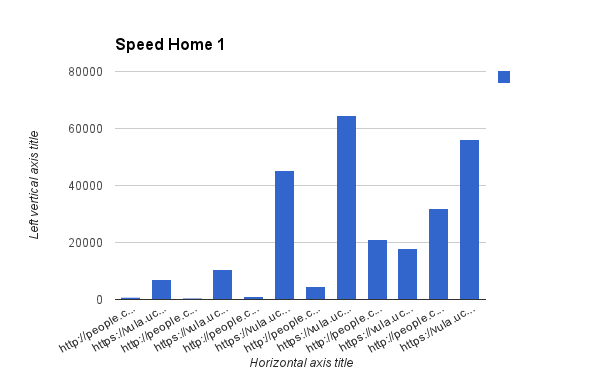 Speed Home 1
80000
60000
40000
20000
0
Left vertical axis title
http://people.c...
https://vula.uc...
http://people.c...
https://vula.uc...
http://people.c...
https://vula.uc...
http://people.c...
https://vula.uc...
http://people.c...
https://vula.uc...
http://people.c...
https://vula.uc...
Horizontal axis title